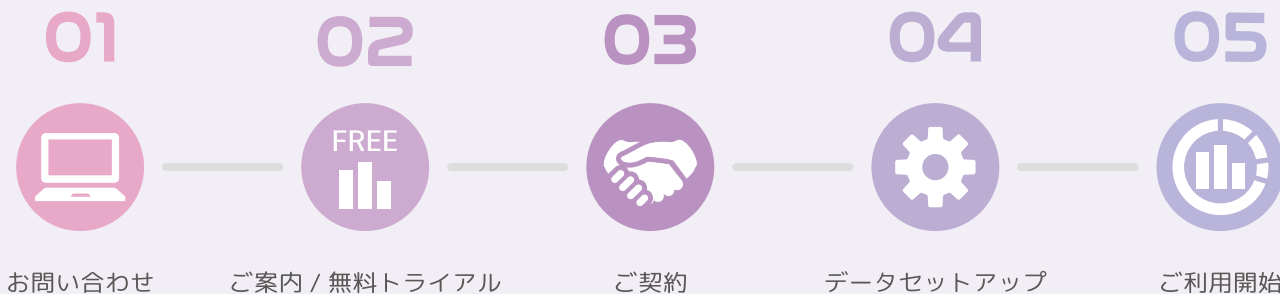 01
02
03
04
05
FREE
お問い合わせ
ご案内 / 無料トライアル
ご契約
データセットアップ
ご利用開始